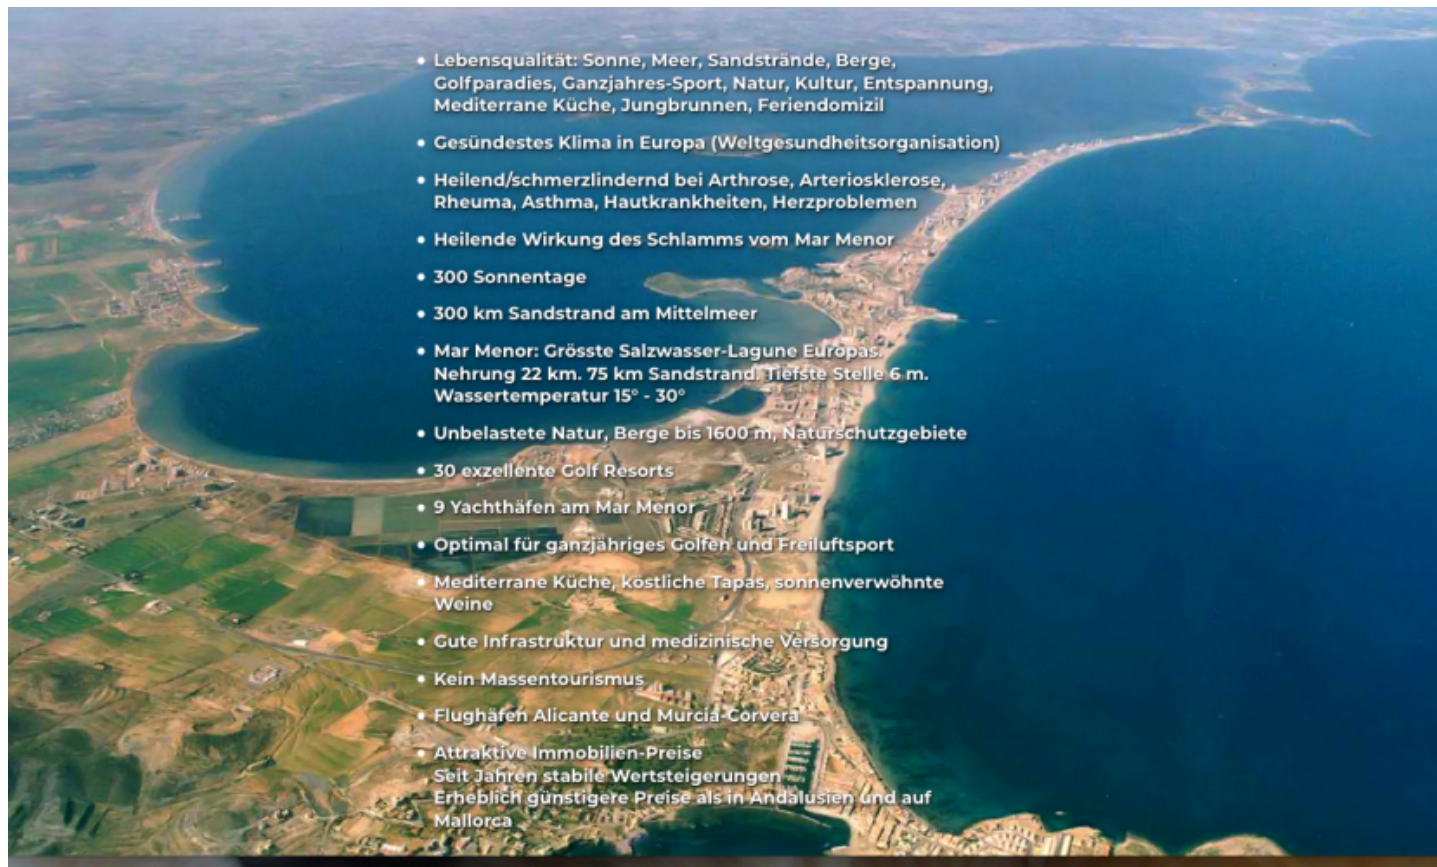 • Lebensqualität: Sonne, Meer, Sandstrände, Berge,
Golfparadies, Ganzjahres-Sport, Natur, Kultur, Entspannung,
Mediterrane Küche, Jungbrunnen, Feriendomizil
• Gesündestes Klima in Europa (Weltgesundheitsorganisation)
• Heilend/schmerzlindernd bei Arthrose, Arteriosklerose,
Rheuma, Asthma, Hautkrankheiten, Herzproblemen
• Heilende Wirkung des Schlamms vom Mar Menor
• 300 Sonnentage
• 300 km Sandstrand am Mittelmeer
• Mar Menor: Grösste Salzwasser-Lagune Europas.
Nehrung 22 km. 75 km Sandstrand. Tiefste Stelle 6 m.
Wassertemperatur 15° - 30°
• Unbelastete Natur, Berge bis 1600 m, Naturschutzgebiete
• 30 exzellente Golf Resorts
• 9 Yachthäfen am Mar Menor
• Optimal für ganzjähriges Golfen und Freiluftsport
• Mediterrane Küche, köstliche Tapas, sonnenverwöhnte
Weine
• Gute Infrastruktur und medizinische Versorgung
• Kein Massentourismus
• Flughäfen Alicante und Murcia-Corvera
• Attraktive Immobilien-Preise
Seit Jahren stabile Wertsteigerungen
Erheblich günstigere Preise als in Andalusien und auf
Mallorca